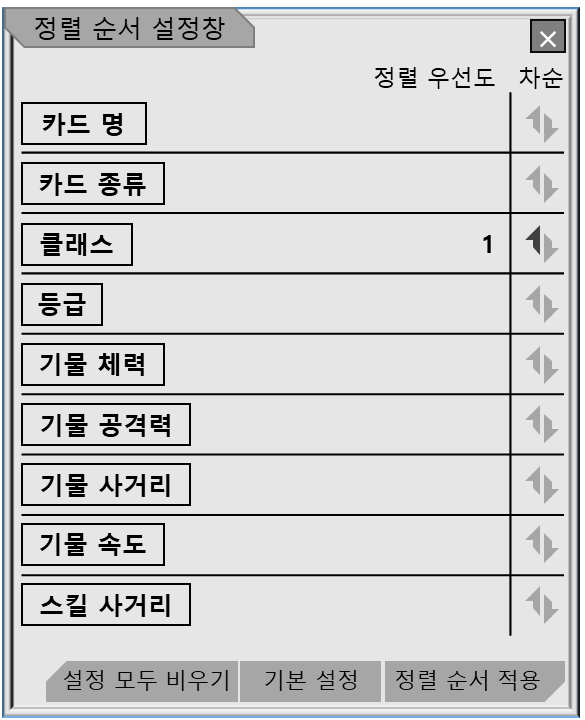 정렬 순서 설정창
정렬 우선도 차순
카드 명
카드 종류
클래스 1
등급
기물 체력
기물 공격력
기물 사거리
기물 속도
스킬 사거리
설정 모두 비우기 기본 설정 정렬 순서 적용